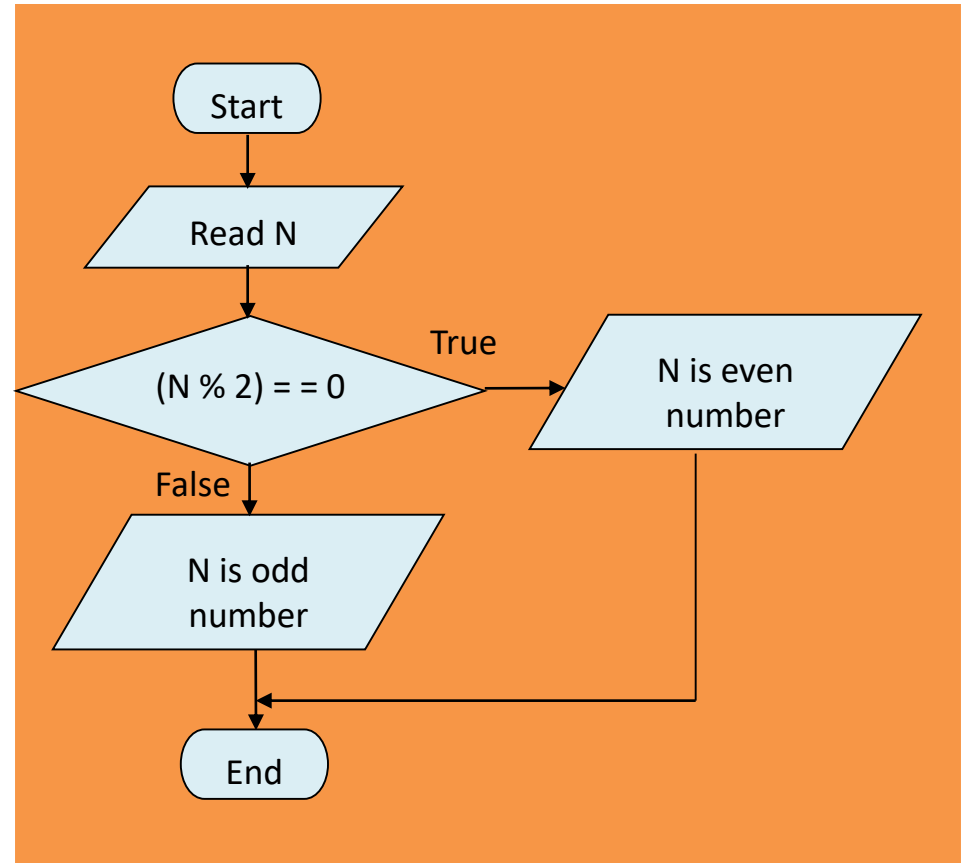 Start
Read N
True
(N % 2) = = 0
N is even
number
False
N is odd
number
End